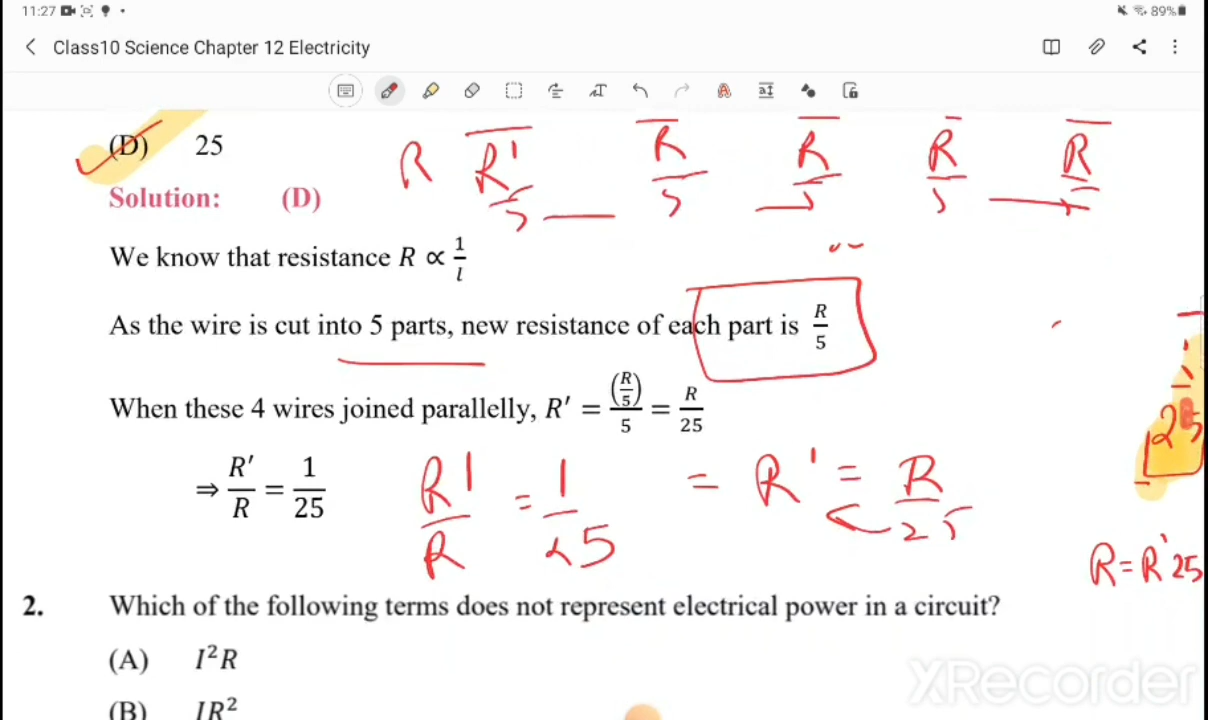 11:27 89%
Class10 Science Chapter 12 Electricity
(D) 25
R R'/5 R/5 R/5 R/5 R
Solution: (D)
We know that resistance R ∝ 1/l
As the wire is cut into 5 parts, new resistance of each part is R/5
When these 4 wires joined parallelly, R′ = (R/5)/5 = R/25
⇒ R′/R = 1/25 R'/R = 1/25 = R' = R/25
125
R=R'25
2. Which of the following terms does not represent electrical power in a circuit?
(A) I²R
(B) IR²
XRecorder